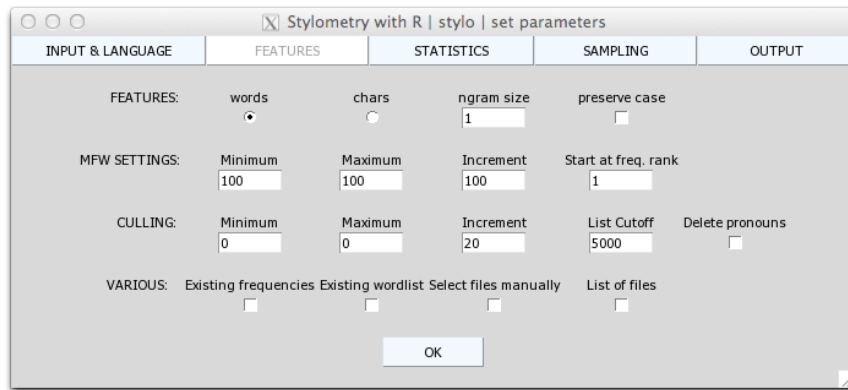 Stylometry with R | stylo | set parameters
INPUT & LANGUAGE FEATURES STATISTICS SAMPLING OUTPUT
FEATURES: words chars ngram size preserve case
1
MFW SETTINGS: Minimum Maximum Increment Start at freq. rank
100 100 100 1
CULLING: Minimum Maximum Increment List Cutoff Delete pronouns
0 0 20 5000
VARIOUS: Existing frequencies Existing wordlist Select files manually List of files
OK